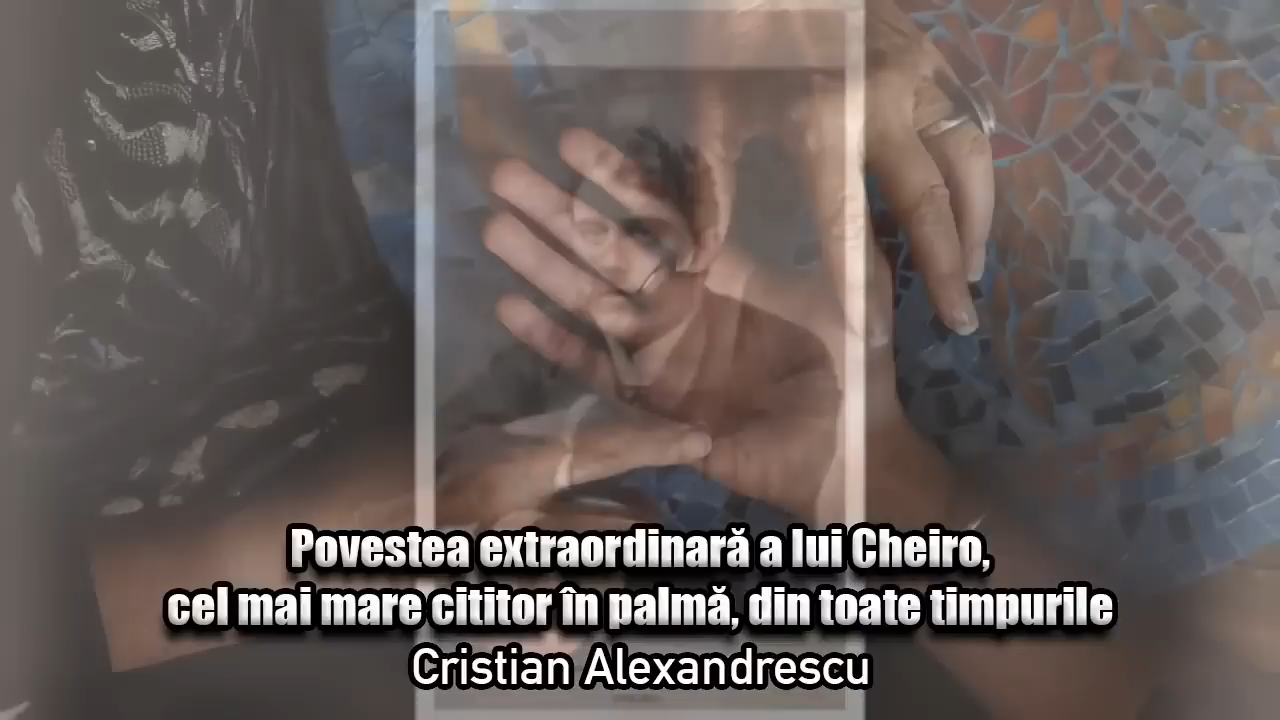 Povestea extraordinară a lui Cheiro,
cel mai mare cititor în palmă, din toate timpurile
Cristian Alexandrescu